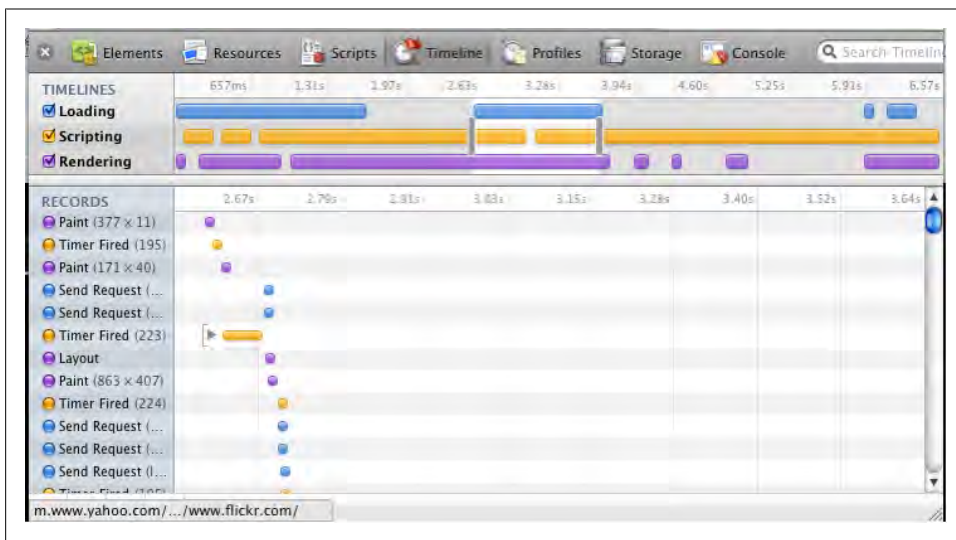 Elements Resources Scripts Timeline Profiles Storage Console Search Timelin
TIMELINES 657ms 1.31s 1.97s 2.63s 3.28s 3.94s 4.60s 5.25s 5.91s 6.57s
Loading
Scripting
Rendering
RECORDS 2.67s 2.79s 2.91s 3.03s 3.15s 3.28s 3.40s 3.52s 3.64s
Paint (377 × 11)
Timer Fired (195)
Paint (171 × 40)
Send Request (...
Send Request (...
Timer Fired (223)
Layout
Paint (863 × 407)
Timer Fired (224)
Send Request (...
Send Request (...
Send Request (l...
Timer Fired (195)
m.www.yahoo.com/.../www.flickr.com/